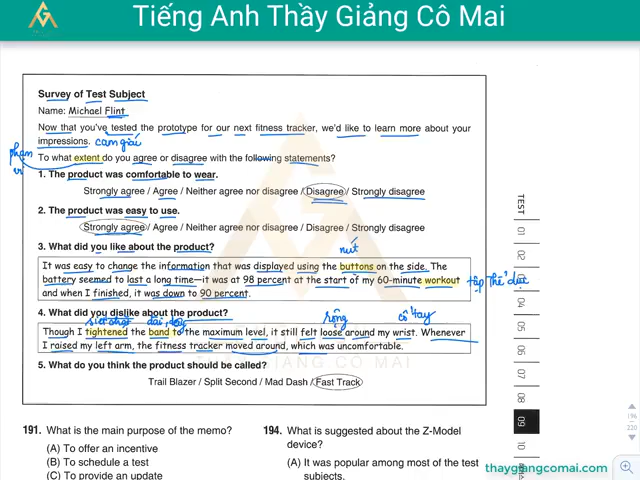 Tiếng Anh Thầy Giảng Cô Mai
Survey of Test Subject
Name: Michael Flint
Now that you've tested the prototype for our next fitness tracker, we'd like to learn more about your
impressions. cảm giác
phạm vi
To what extent do you agree or disagree with the following statements?
1. The product was comfortable to wear.
Strongly agree / Agree / Neither agree nor disagree / Disagree / Strongly disagree
2. The product was easy to use.
Strongly agree / Agree / Neither agree nor disagree / Disagree / Strongly disagree
3. What did you like about the product?
nút
It was easy to change the information that was displayed using the buttons on the side. The
battery seemed to last a long time—it was at 98 percent at the start of my 60-minute workout tập thể dục
and when I finished, it was down to 90 percent.
4. What did you dislike about the product?
rộng cổ tay
Though I tightened the band to the maximum level, it still felt loose around my wrist. Whenever
I raised my left arm, the fitness tracker moved around, which was uncomfortable.
THAY GIANG CO MAI
5. What do you think the product should be called?
Trail Blazer / Split Second / Mad Dash / Fast Track
TEST
01
02
03
04
05
06
07
08
09
10
196
220
191. What is the main purpose of the memo?
(A) To offer an incentive
(B) To schedule a test
(C) To provide an update
194. What is suggested about the Z-Model
device?
(A) It was popular among most of the test
subjects.
thaygiangcomai.com